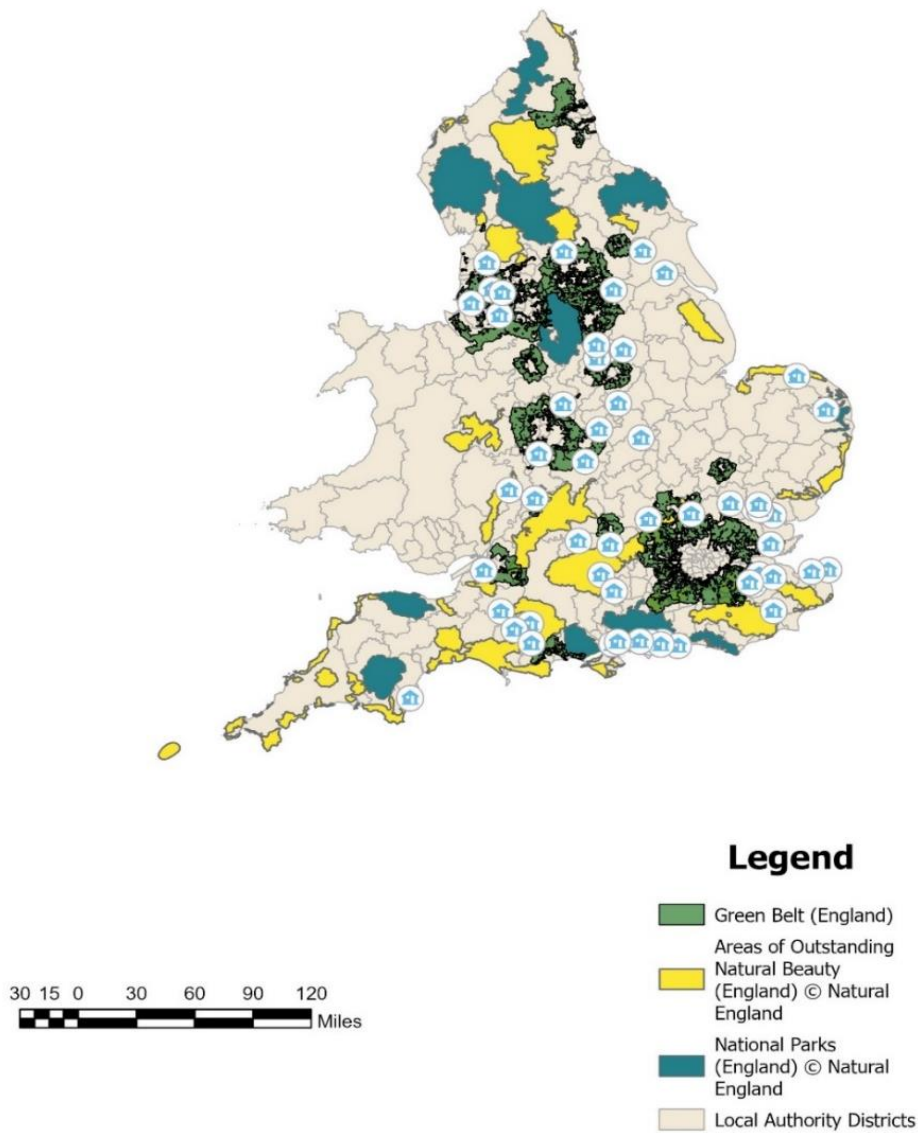 Legend
Green Belt (England)
Areas of Outstanding
Natural Beauty
(England) © Natural
England
National Parks
(England) © Natural
England
Local Authority Districts
30 15 0 30 60 90 120
Miles